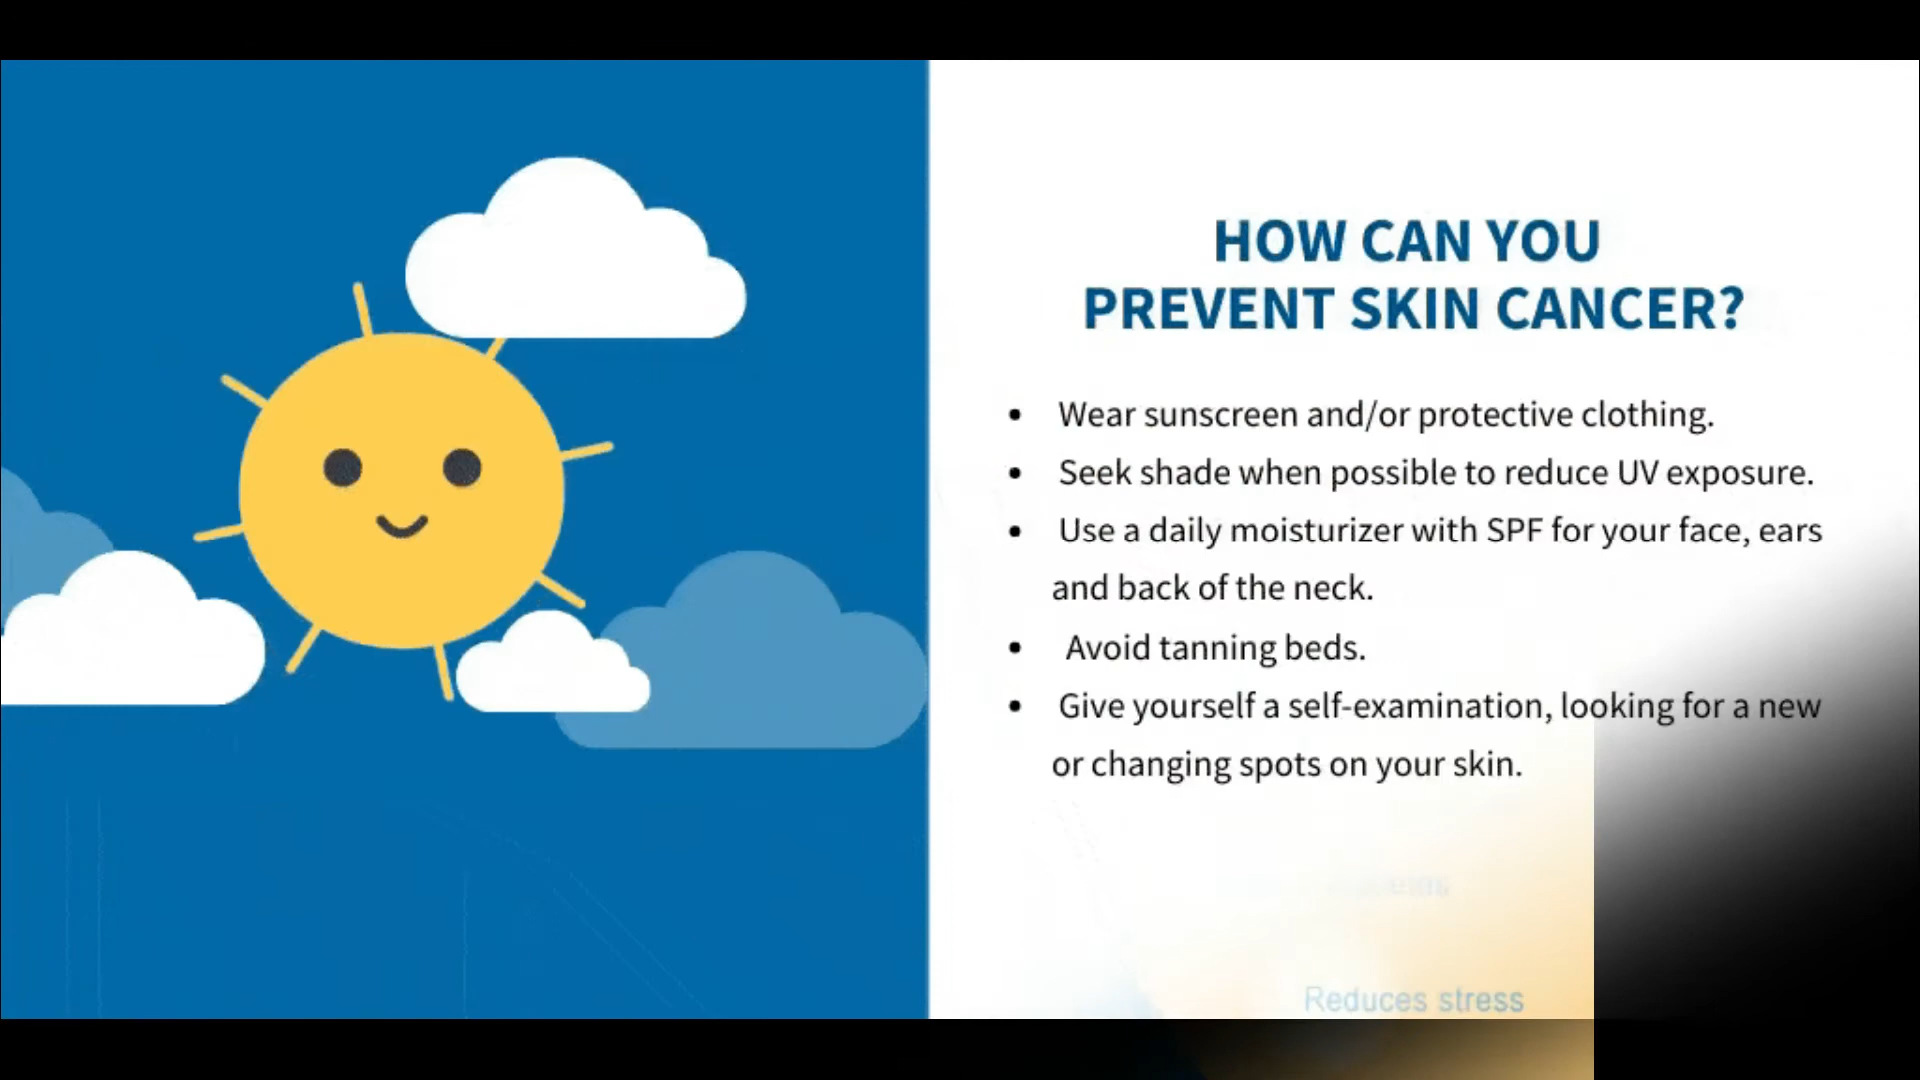 HOW CAN YOU
PREVENT SKIN CANCER?
• Wear sunscreen and/or protective clothing.
• Seek shade when possible to reduce UV exposure.
• Use a daily moisturizer with SPF for your face, ears
and back of the neck.
• Avoid tanning beds.
• Give yourself a self-examination, looking for a new
or changing spots on your skin.
Reduces stress